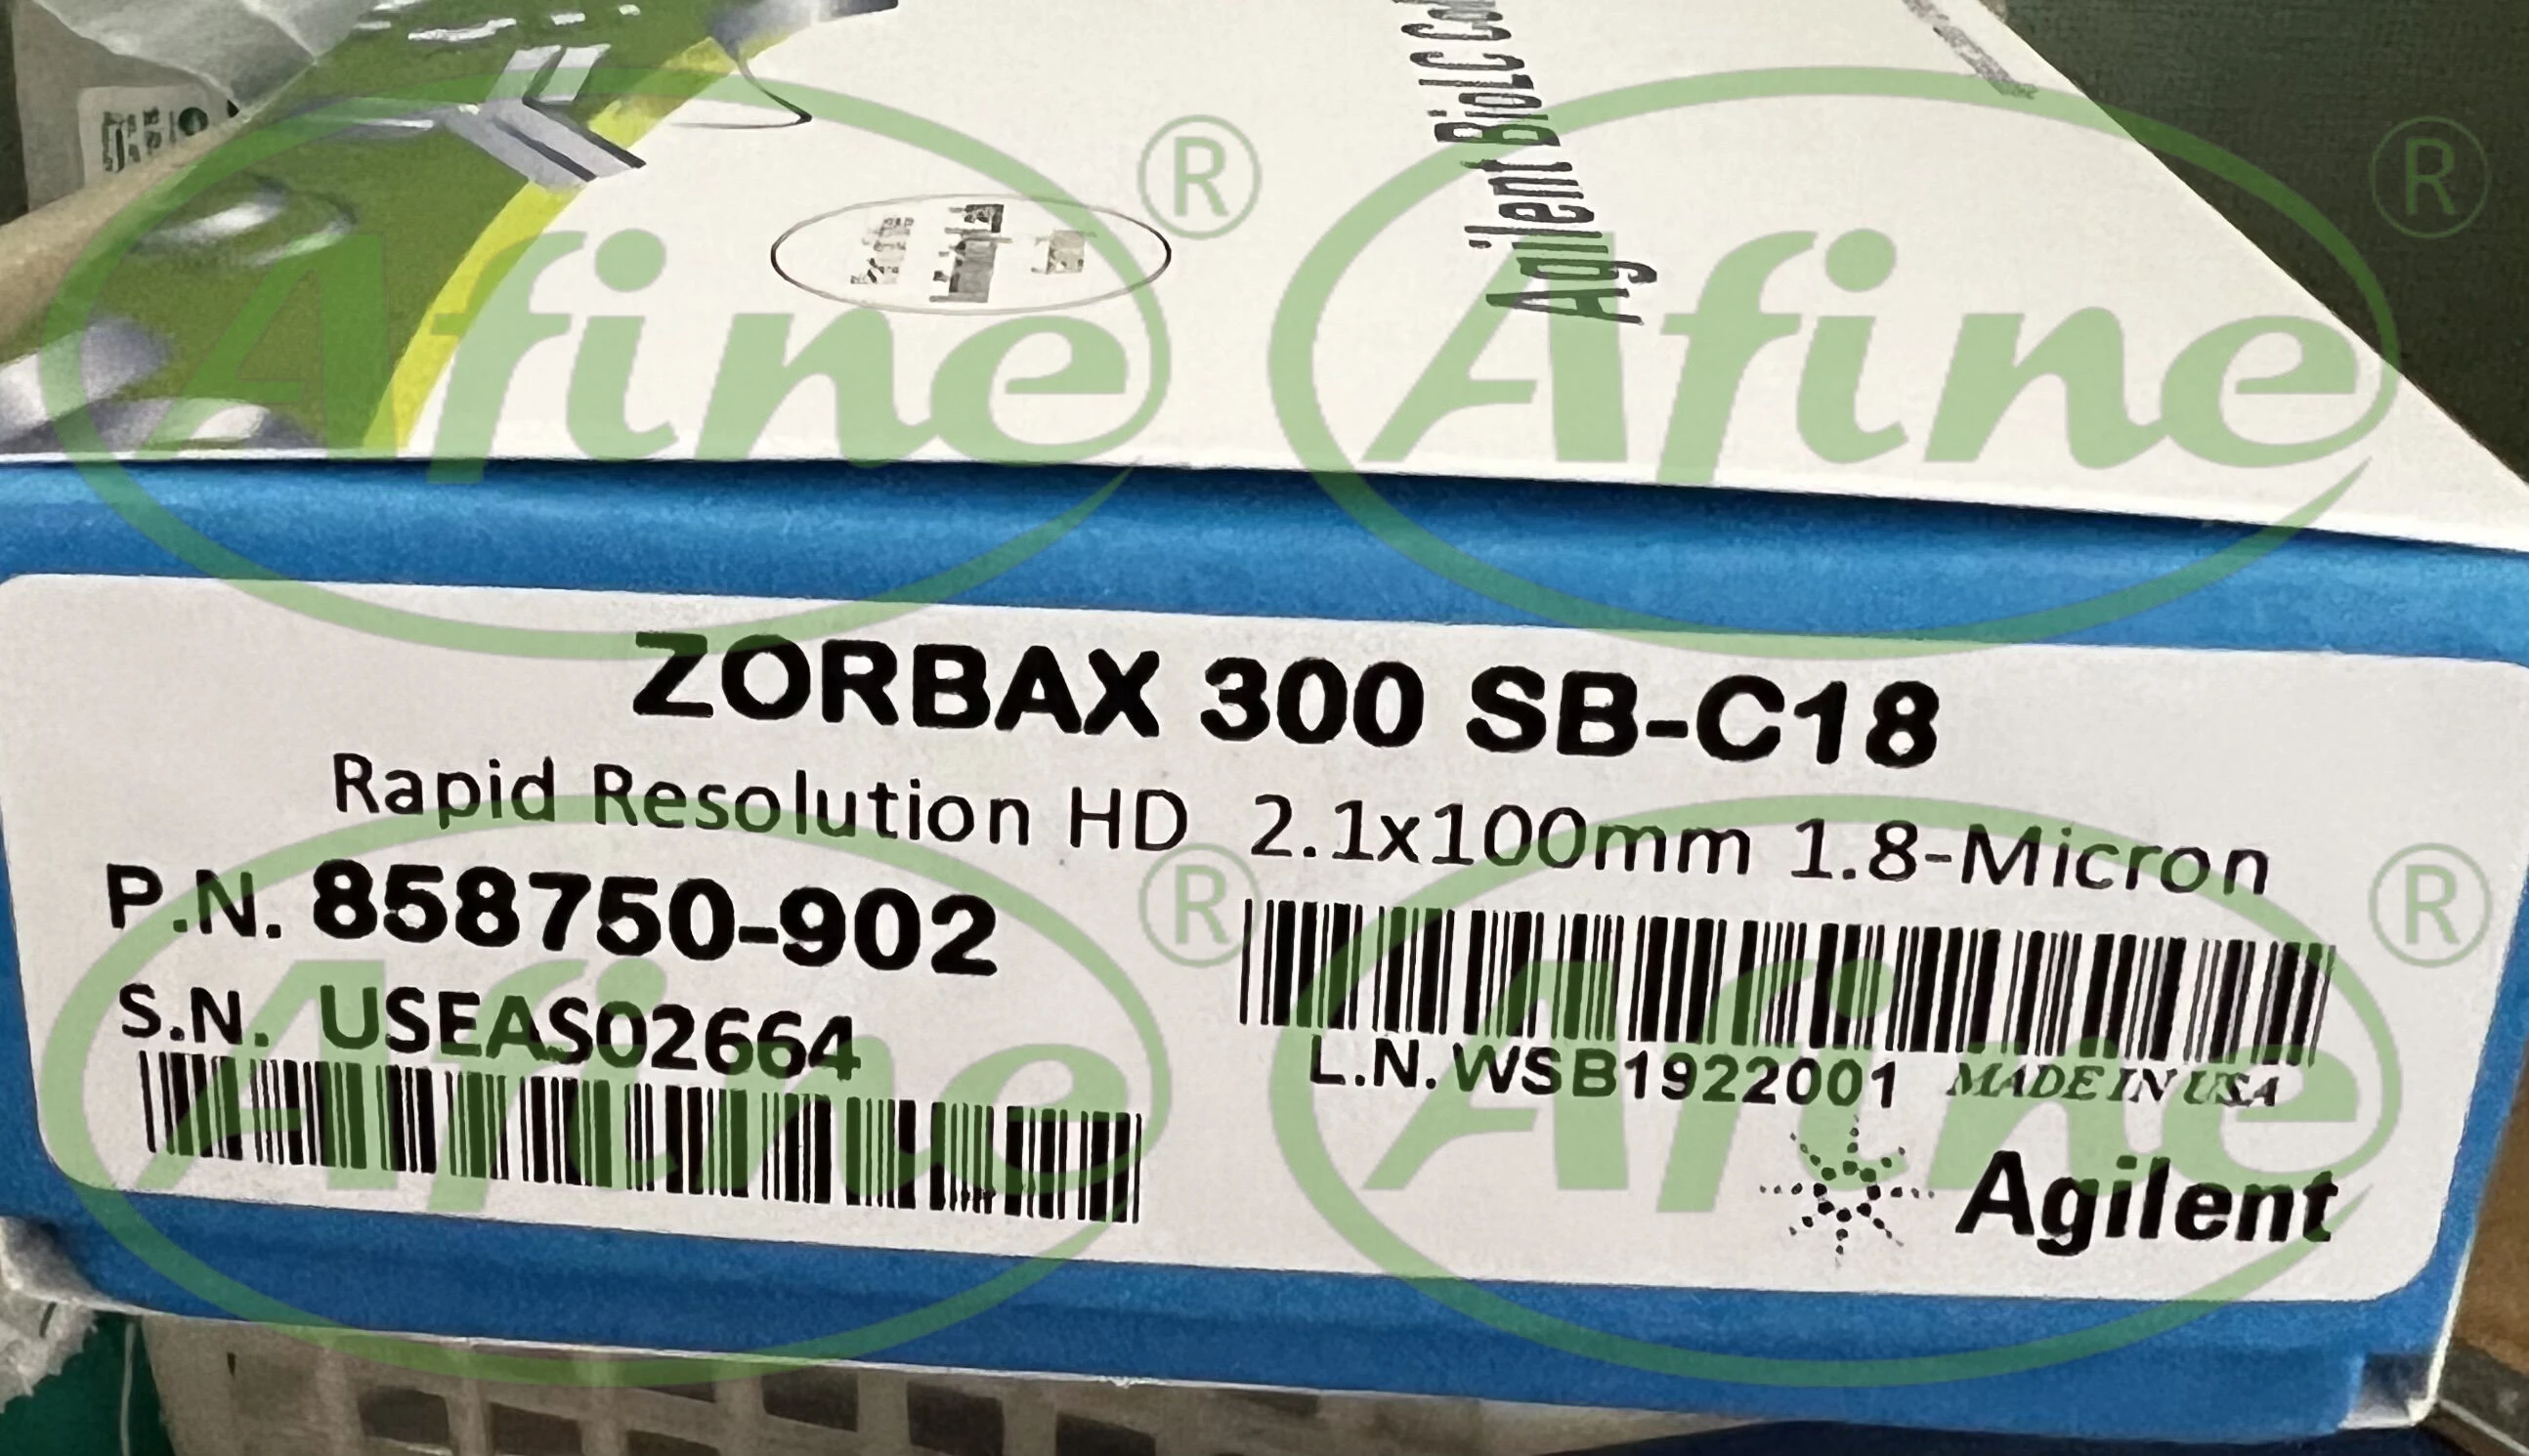 Agilent BioLC
ZORBAX 300 SB-C18
Rapid Resolution HD 2.1x100mm 1.8-Micron
P.N. 858750-902
S.N. USEAS02664
L.N. WSB1922001 MADE IN USA
Agilent
Afine ®
Afine ®
Afine ®
Afine ®